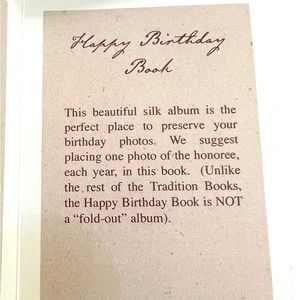 Happy Birthday
Book
This beautiful silk album is the
perfect place to preserve your
birthday photos. We suggest
placing one photo of the honoree,
each year, in this book. (Unlike
the rest of the Tradition Books,
the Happy Birthday Book is NOT
a “fold-out” album).